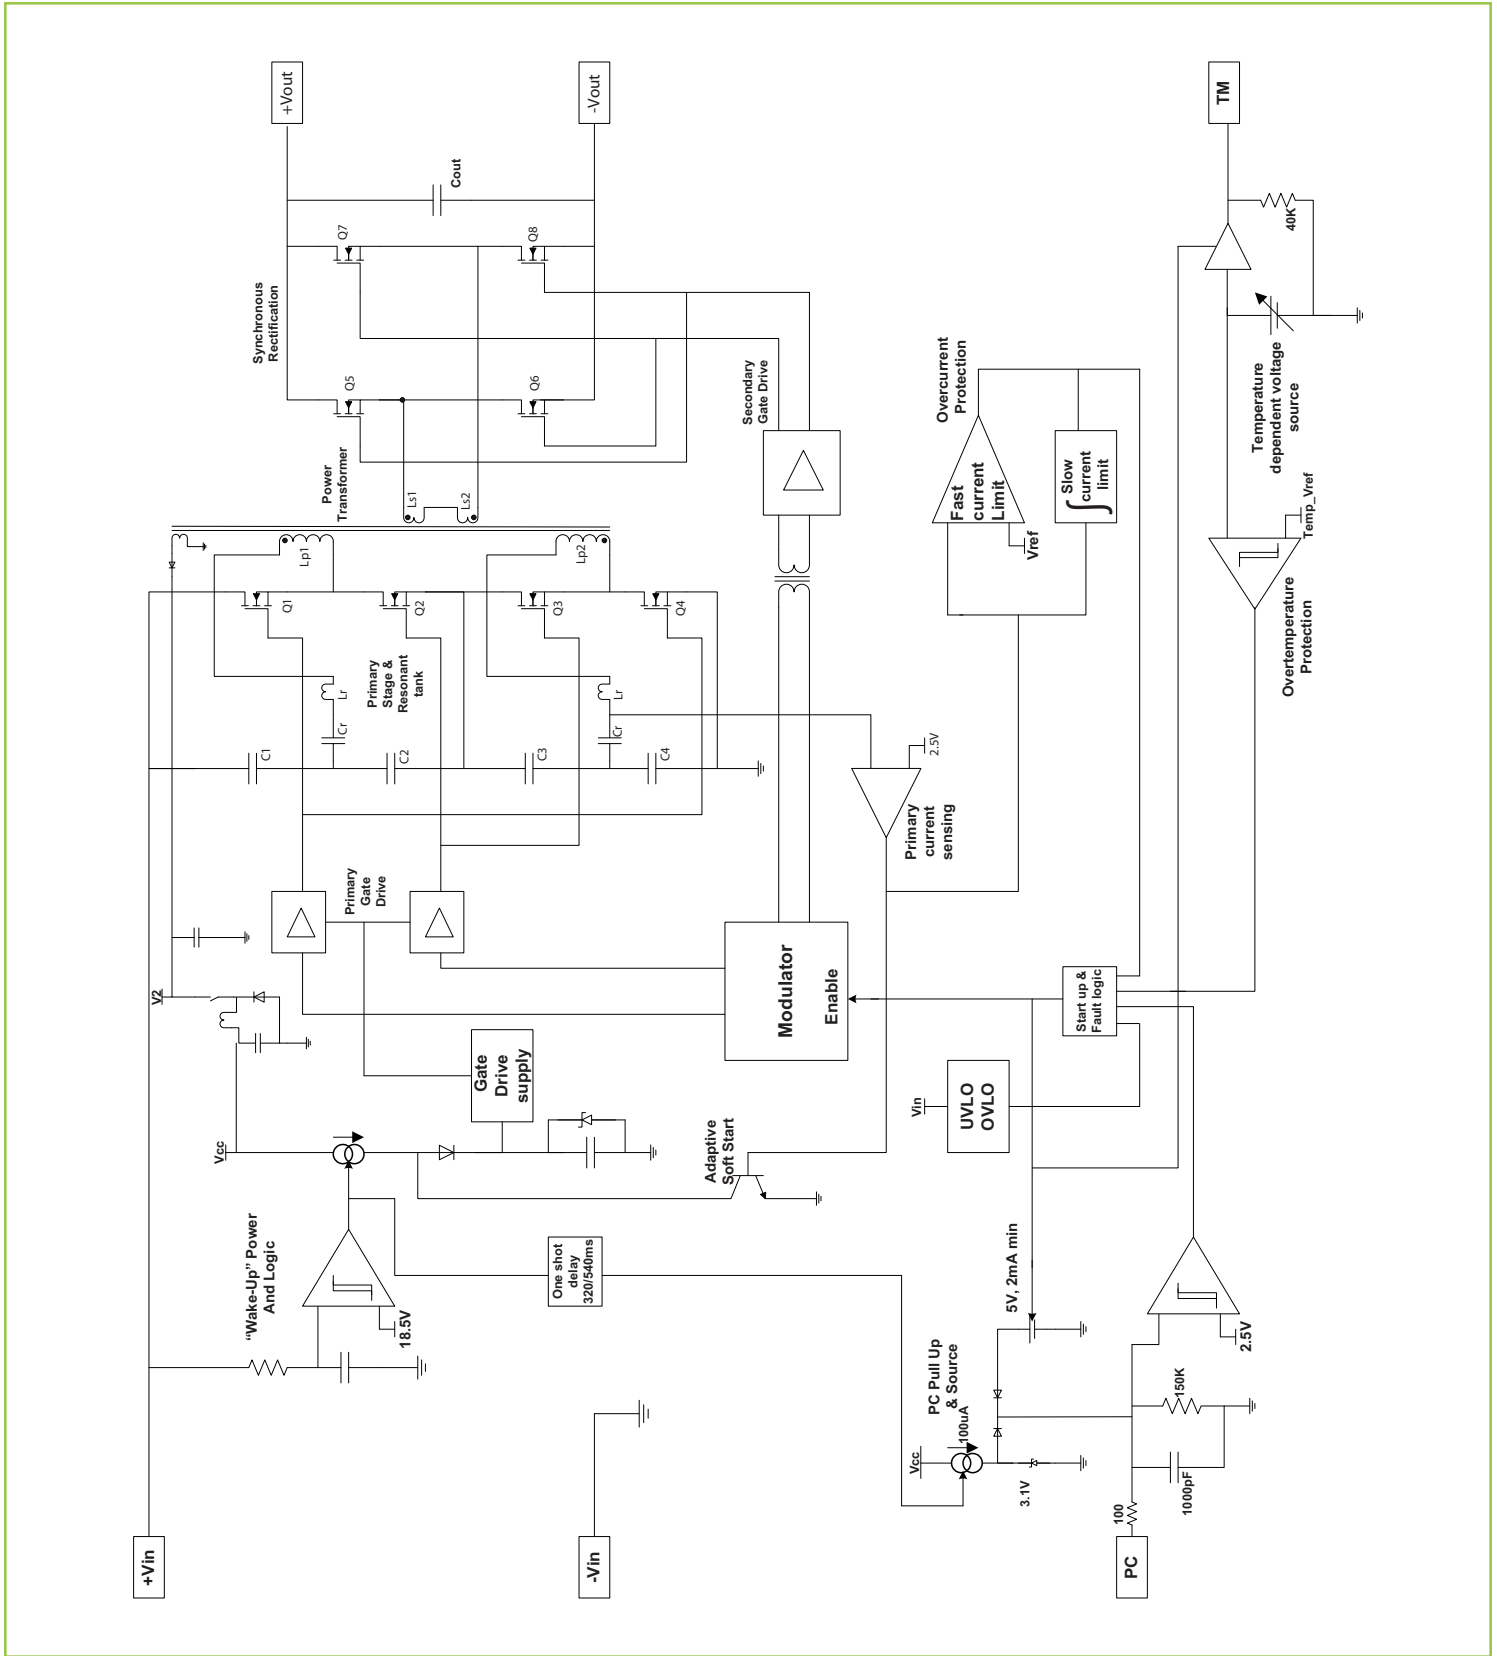 +Vin
-Vin
PC
+Vout
-Vout
TM
"Wake-Up" Power
And Logic
18.5V
Vcc
V2
One shot
delay
320/540ms
Gate
Drive
supply
Adaptive
Soft Start
Primary
Gate
Drive
Modulator
Enable
C1
C2
C3
C4
Cr
Lr
Cr
Lr
Primary
Stage &
Resonant
tank
Q1
Q2
Q3
Q4
Lp1
Lp2
Power
Transformer
Ls1
Ls2
Synchronous
Rectification
Q5
Q6
Q7
Q8
Cout
Secondary
Gate Drive
Primary
current
sensing
2.5V
Overcurrent
Protection
Fast
current
Limit
Vref
∫ Slow
current
limit
PC Pull Up
& Source
100uA
Vcc
3.1V
5V, 2mA min
100
1000pF
150K
2.5V
Vin
UVLO
OVLO
Start up &
Fault logic
Overtemperature
Protection
Temp_Vref
Temperature
dependent voltage
source
40K